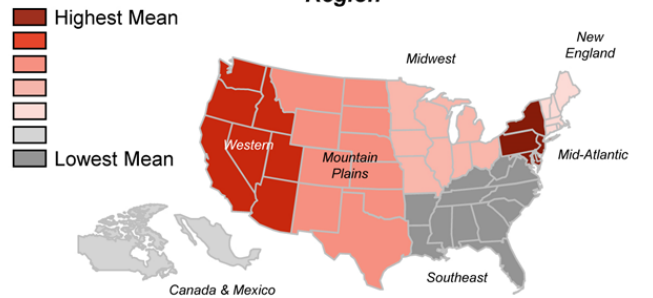 Region
Highest Mean
Lowest Mean
Midwest
New
England
Western
Mountain
Plains
Mid-Atlantic
Southeast
Canada & Mexico